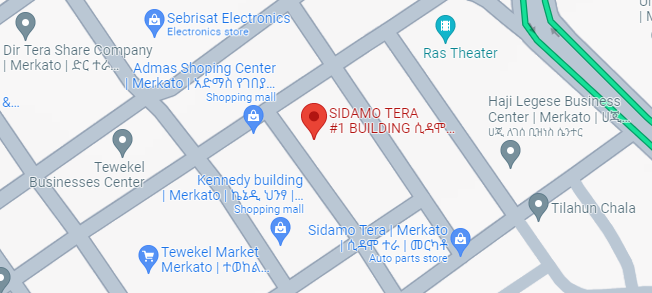 Sebrisat Electronics
Electronics store
Dir Tera Share Company
| Merkato | ድር ተራ...
Ras Theater
Admas Shoping Center
| Merkato | አድማስ የገበያ...
Shopping mall
& ...
SIDAMO TERA
#1 BUILDING ሲዳሞ...
Haji Legese Business
Center | Merkato | ሀጂ...
ሀጂ ለገሰ ቢዝነስ ሴንተር
Tewekel
Businesses Center
Kennedy building
| Merkato | ኬኔዲ ህንፃ |...
Shopping mall
Tilahun Chala
Sidamo Tera | Merkato
| ሲዳሞ ተራ | መርካቶ
Auto parts store
Tewekel Market
Merkato | ተወከል...